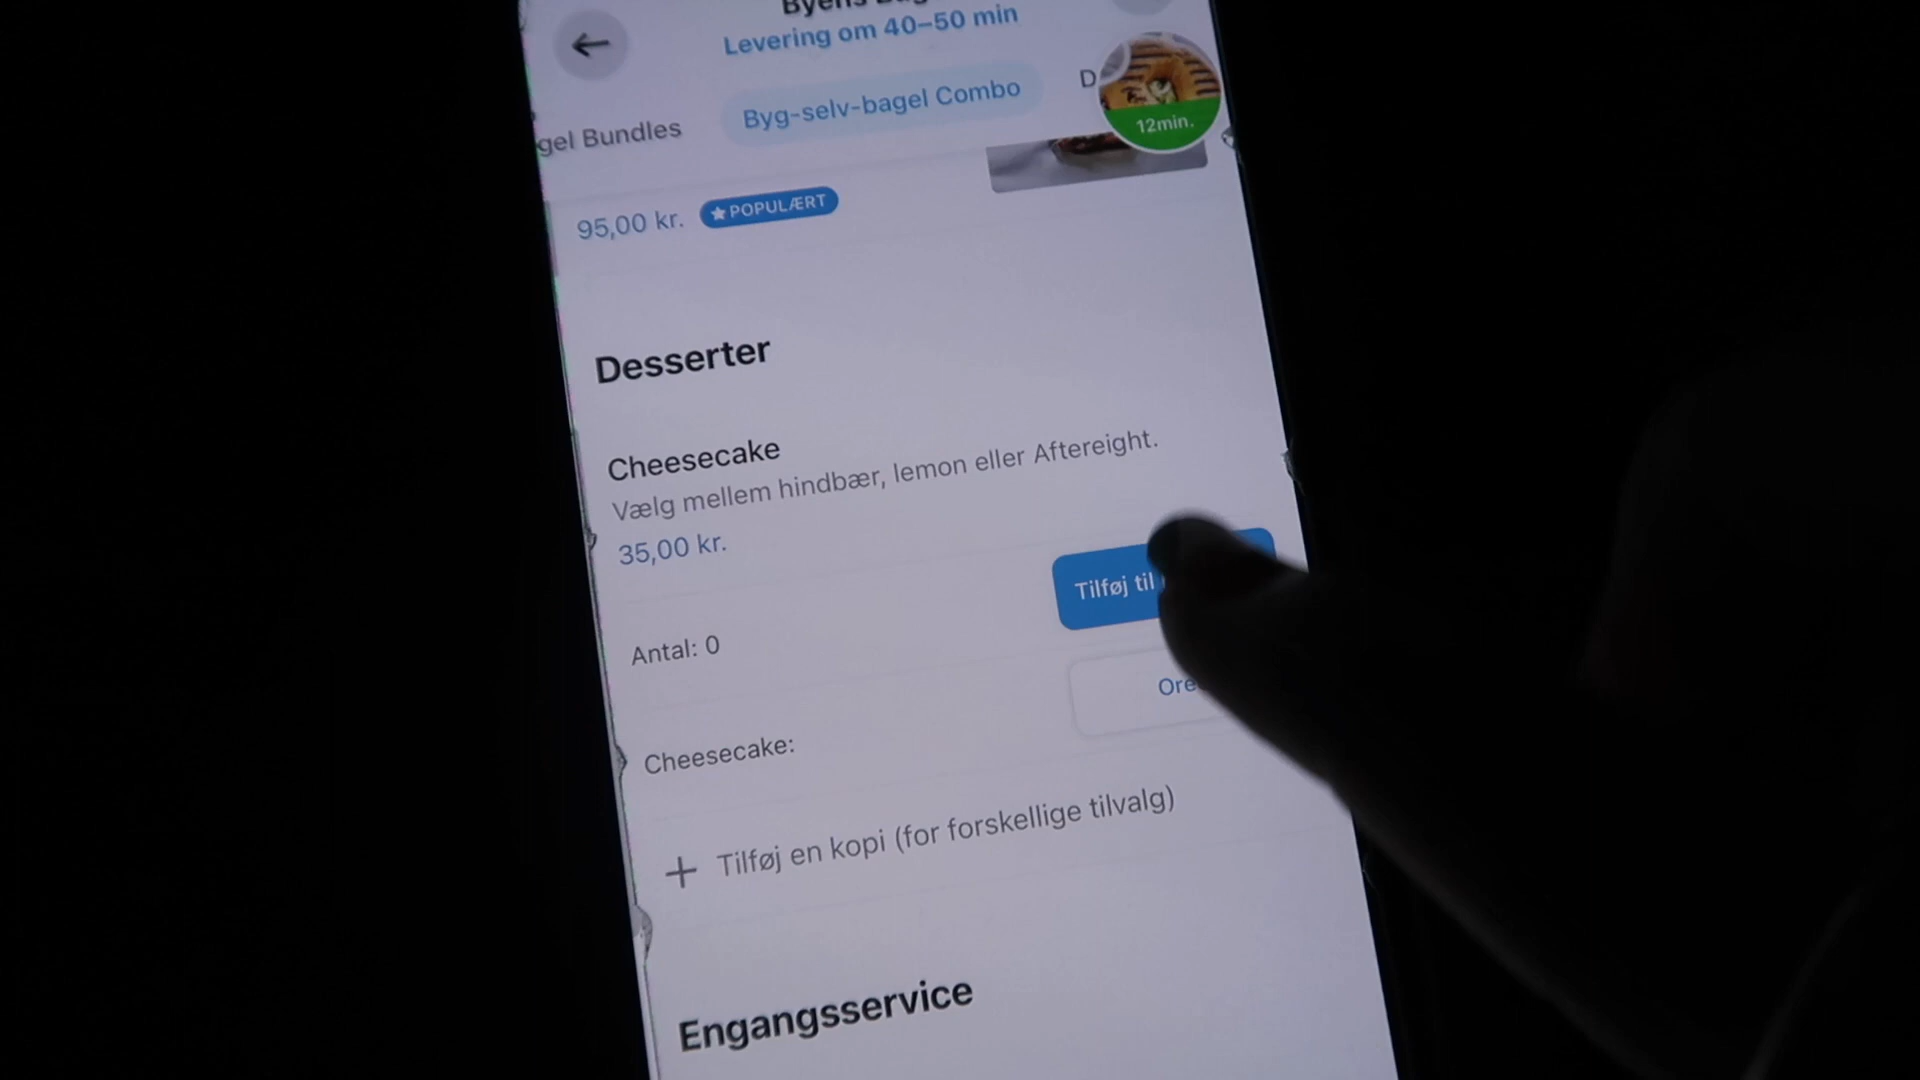 Byens
Levering om 40–50 min
gel Bundles
Byg-selv-bagel Combo
D
12min.
95,00 kr.
POPULÆRT
Desserter
Cheesecake
Vælg mellem hindbær, lemon eller Aftereight.
35,00 kr.
Tilføj til
Antal: 0
Ore
Cheesecake:
+ Tilføj en kopi (for forskellige tilvalg)
Engangsservice